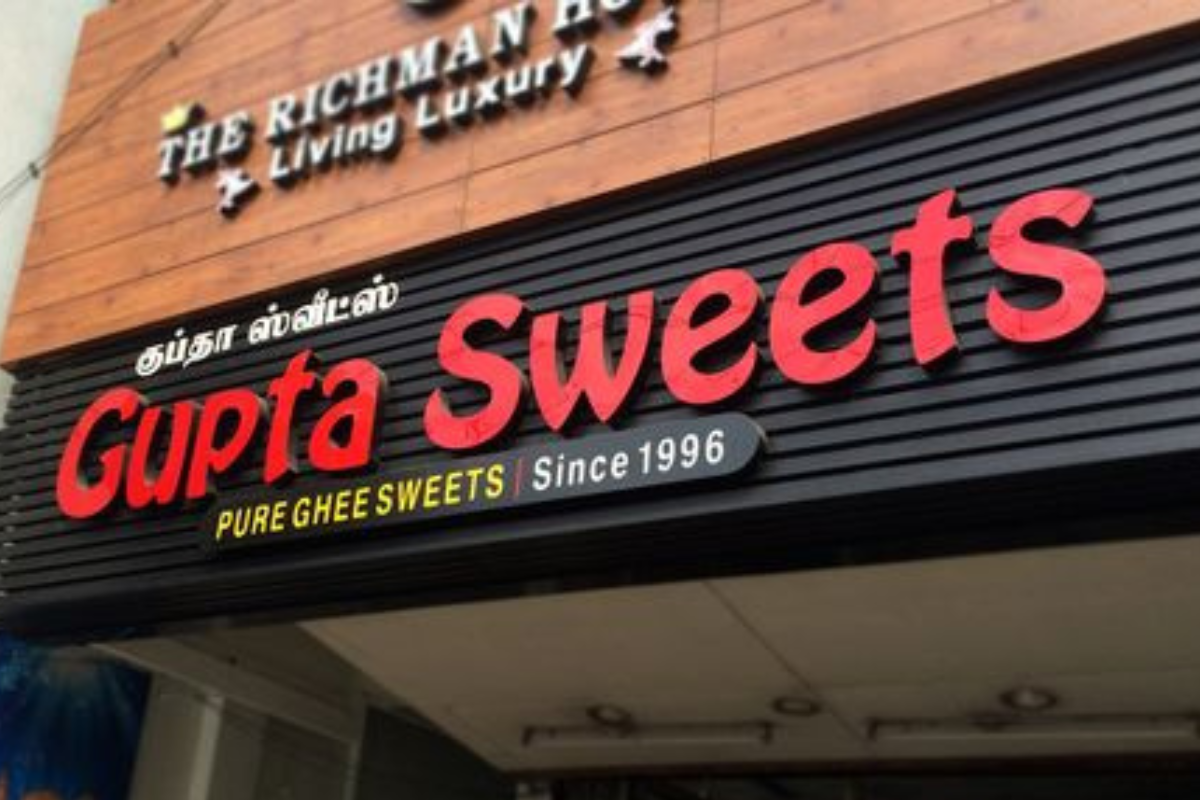 THE RICHMAN
Living Luxury
குப்தா ஸ்வீட்ஸ்
Gupta Sweets
PURE GHEE SWEETS | Since 1996